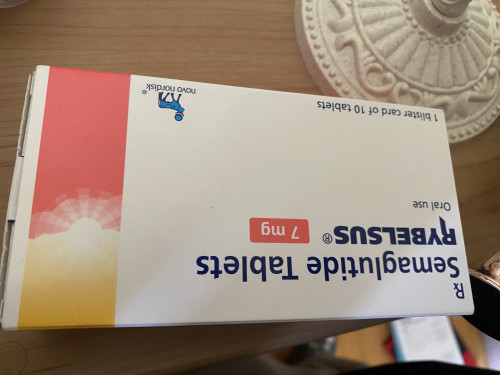 ℞
Semaglutide Tablets
RYBELSUS® 7 mg
Oral use
1 blister card of 10 tablets
novo nordisk®